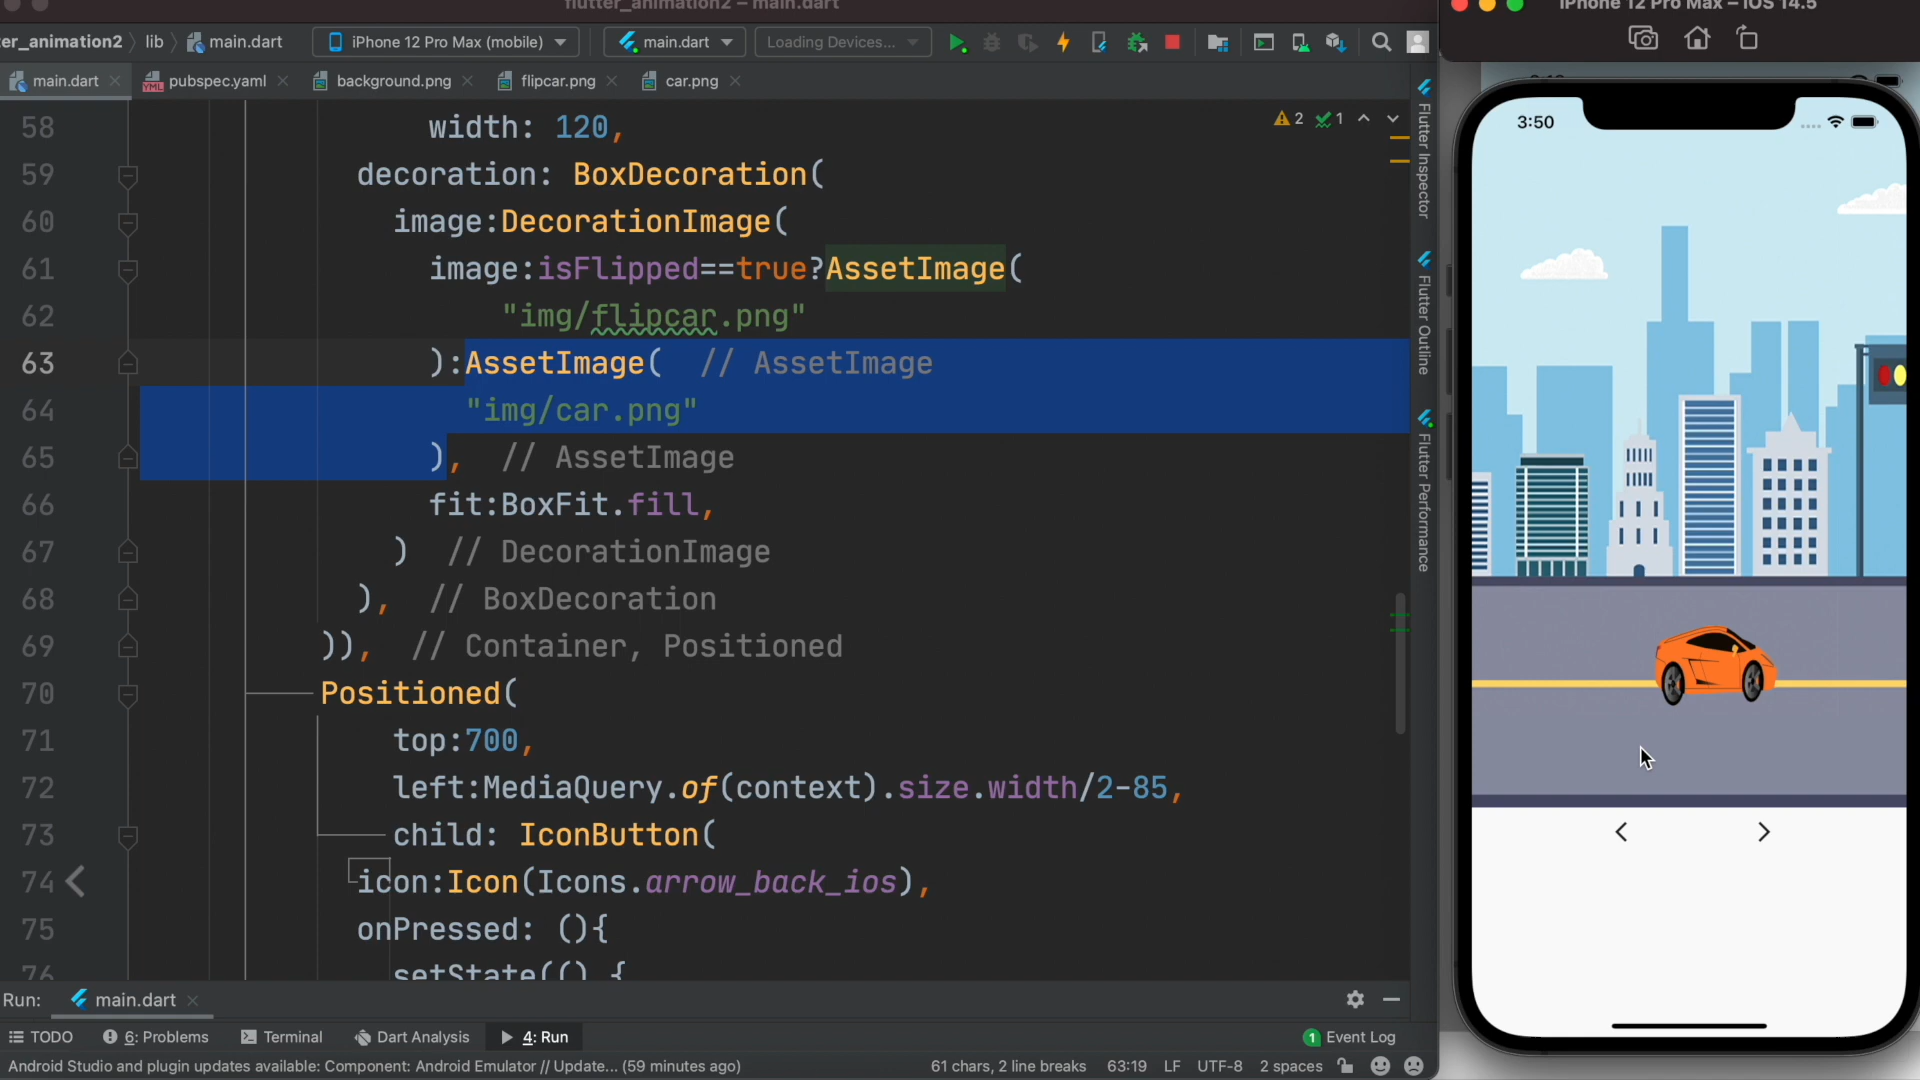 flutter_animation2 – main.dart
iPhone 12 Pro Max – iOS 14.5
ter_animation2 lib main.dart iPhone 12 Pro Max (mobile) main.dart Loading Devices...
main.dart pubspec.yaml background.png flipcar.png car.png
58 width: 120,
59 decoration: BoxDecoration(
60 image:DecorationImage(
61 image:isFlipped==true?AssetImage(
62 "img/flipcar.png"
63 ):AssetImage( // AssetImage
64 "img/car.png"
65 ), // AssetImage
66 fit:BoxFit.fill,
67 ) // DecorationImage
68 ), // BoxDecoration
69 )), // Container, Positioned
70 Positioned(
71 top:700,
72 left:MediaQuery.of(context).size.width/2-85,
73 child: IconButton(
74 icon:Icon(Icons.arrow_back_ios),
75 onPressed: (){
76 setState(() {
2 1
Flutter Inspector
Flutter Outline
Flutter Performance
3:50
Run: main.dart
TODO 6: Problems Terminal Dart Analysis 4: Run 1 Event Log
Android Studio and plugin updates available: Component: Android Emulator // Update... (59 minutes ago) 61 chars, 2 line breaks 63:19 LF UTF-8 2 spaces